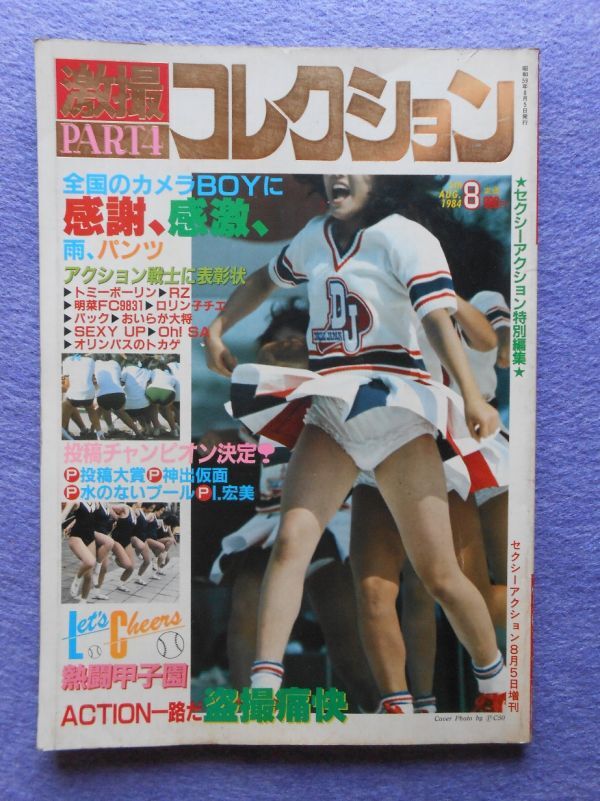 激撮
PART4
コレクション
昭和59年8月5日発行
全国のカメラBOYに
感謝、感激、
雨、パンツ
AUG.
1984
8
アクション戦士に表彰状
▶トミーボーリン▶RZ
▶明菜FC9831▶ロリン子チエ
▶パック▶おいらが大将
▶SEXY UP▶Oh! SA
▶オリンパスのトカゲ
★セクシーアクション特別編集★
DJ
投稿チャンピオン決定
P投稿大賞P神出仮面
P水のないプールPI.宏美
Let's Cheers
熱闘甲子園
ACTION一路だ盗撮痛快
セクシーアクション8月5日増刊
Cover Photo by P.C50